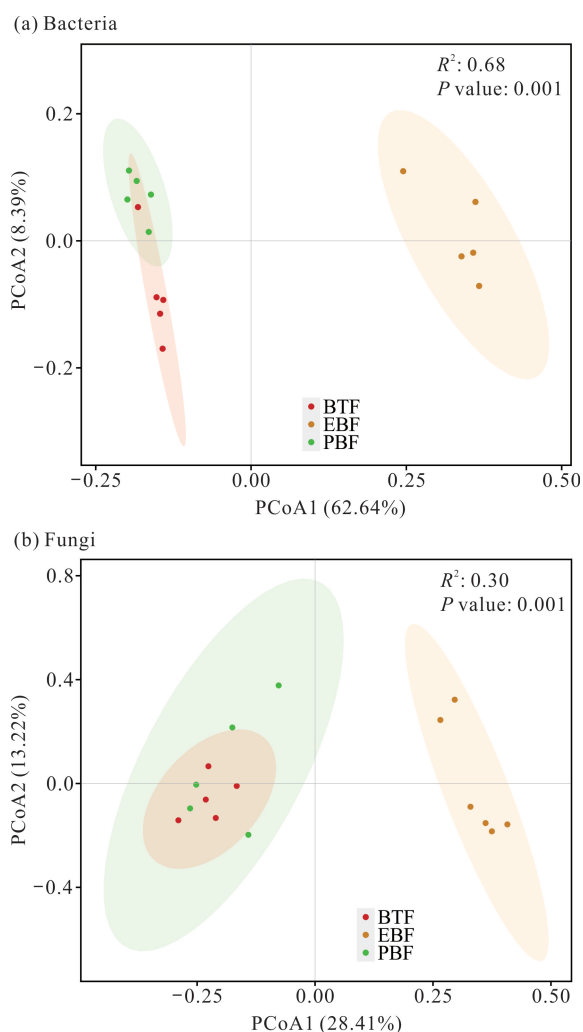 (a) Bacteria
R²: 0.68
P value: 0.001
0.2
0.0
−0.2
PCoA2 (8.39%)
BTF
EBF
PBF
−0.25
0.00
0.25
0.50
PCoA1 (62.64%)
(b) Fungi
R²: 0.30
P value: 0.001
0.8
0.4
0.0
−0.4
PCoA2 (13.22%)
BTF
EBF
PBF
−0.25
0.00
0.25
0.50
PCoA1 (28.41%)